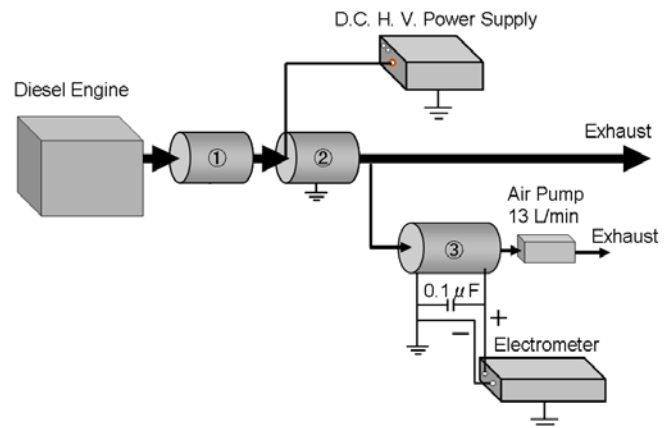 D.C. H. V. Power Supply
Diesel Engine
①
②
Exhaust
Air Pump
13 L/min
Exhaust
③
0.1 μF
+
−
Electrometer